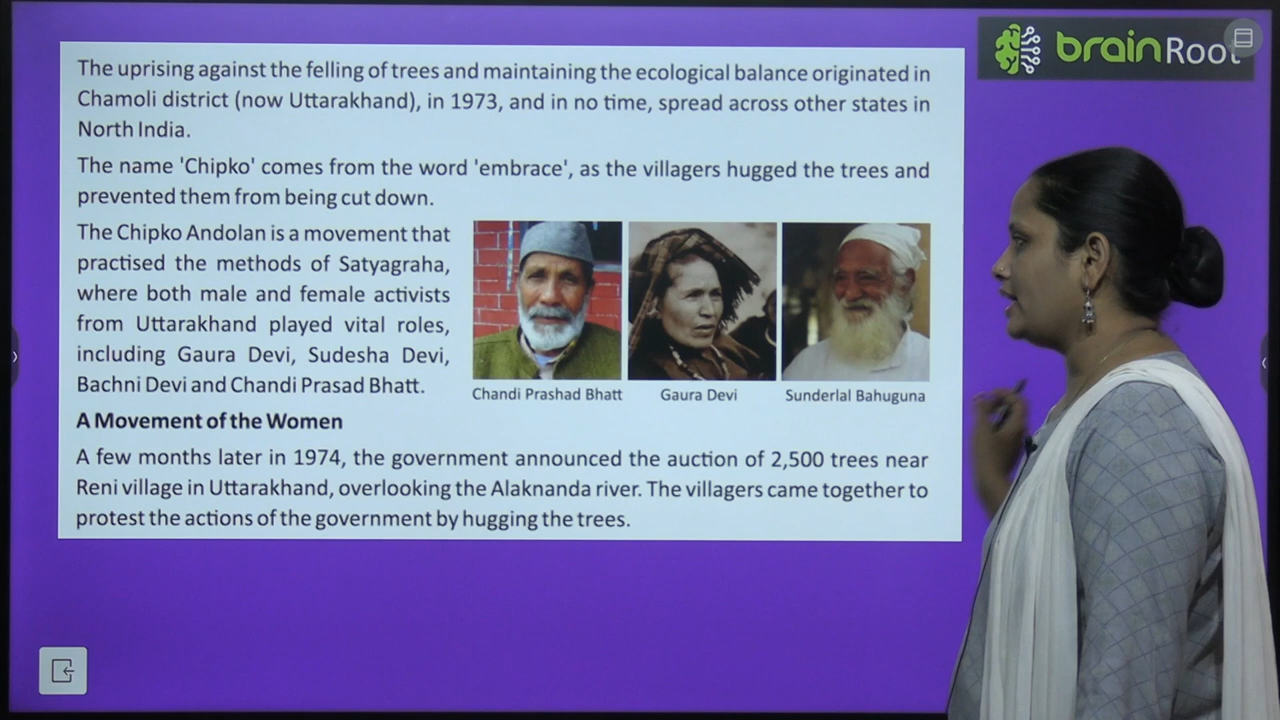 brainRoot
The uprising against the felling of trees and maintaining the ecological balance originated in
Chamoli district (now Uttarakhand), in 1973, and in no time, spread across other states in
North India.
The name 'Chipko' comes from the word 'embrace', as the villagers hugged the trees and
prevented them from being cut down.
The Chipko Andolan is a movement that
practised the methods of Satyagraha,
where both male and female activists
from Uttarakhand played vital roles,
including Gaura Devi, Sudesha Devi,
Bachni Devi and Chandi Prasad Bhatt.
Chandi Prashad Bhatt
Gaura Devi
Sunderlal Bahuguna
A Movement of the Women
A few months later in 1974, the government announced the auction of 2,500 trees near
Reni village in Uttarakhand, overlooking the Alaknanda river. The villagers came together to
protest the actions of the government by hugging the trees.